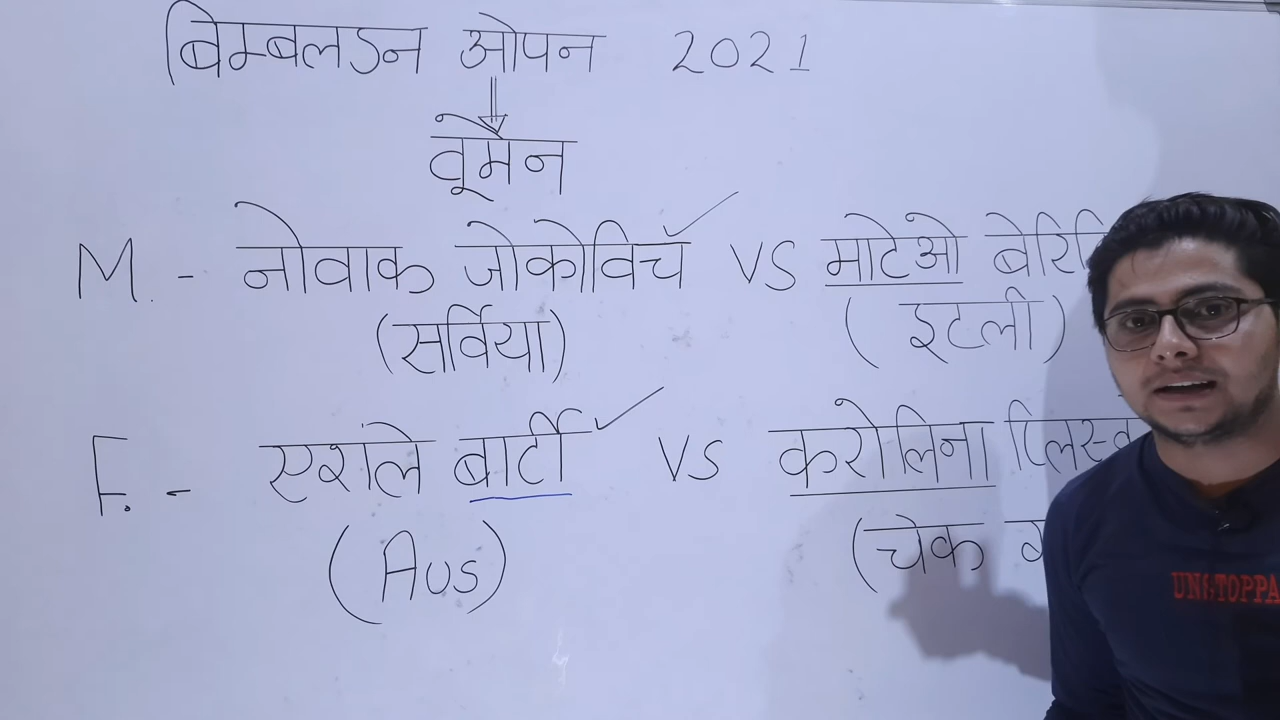 बिम्बलडन ओपन 2021
वूमैन
M. - नोवाक जोकोविच VS माटेओ
(सर्विया) (इटली)
F. - एशले बार्टी VS करोलिना
(Aus) (चेक